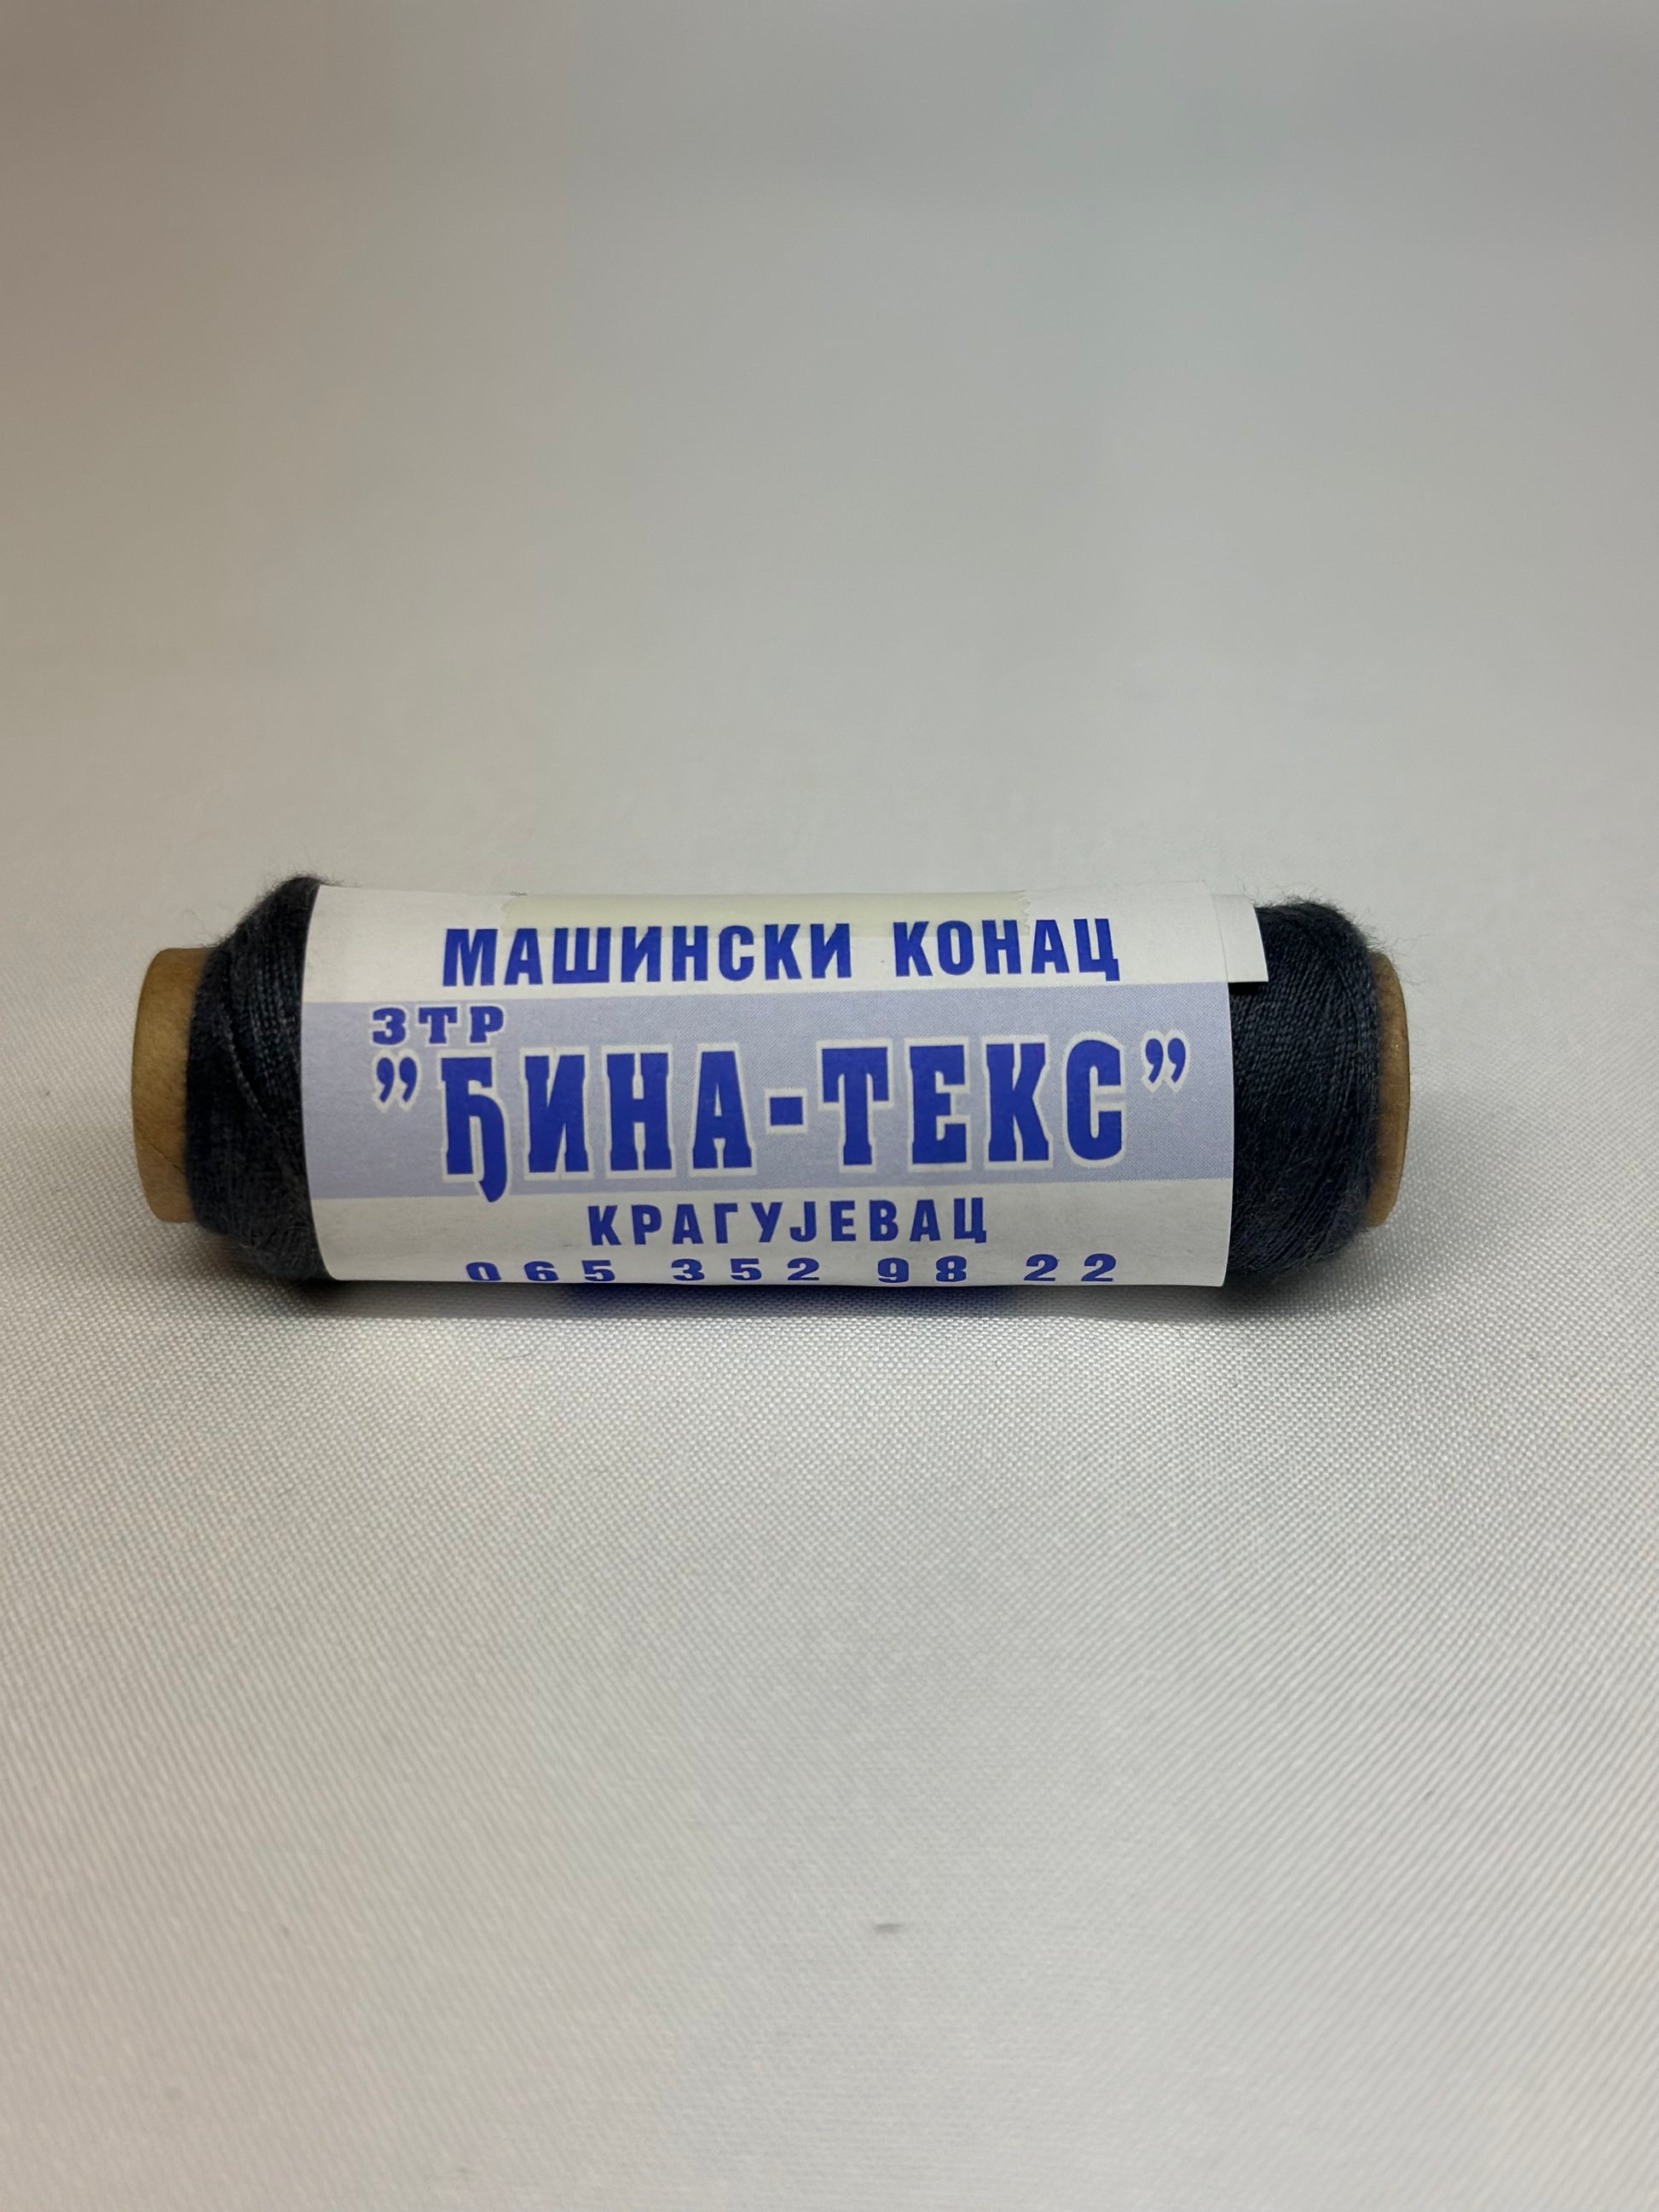 МАШИНСКИ КОНАЦ
ЗТР
”ЂИНА-ТЕКС”
КРАГУЈЕВАЦ
065 352 98 22